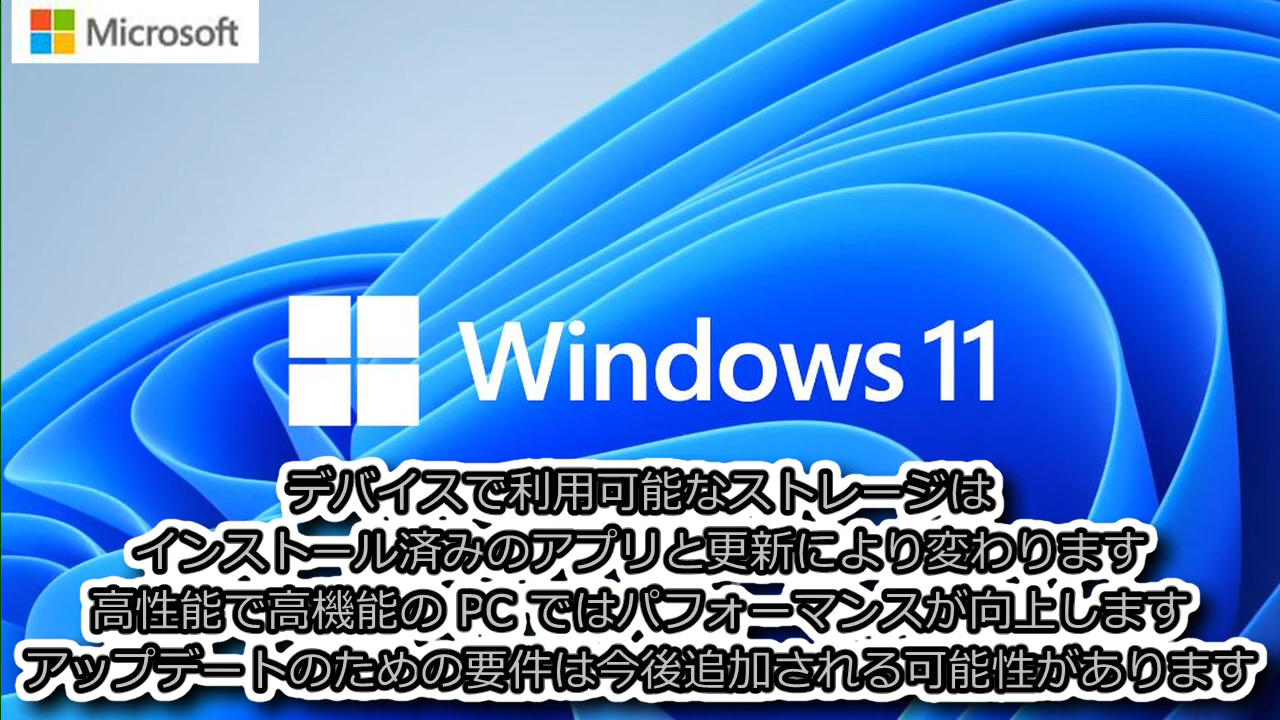 Microsoft
Windows 11
デバイスで利用可能なストレージは
インストール済みのアプリと更新により変わります
高性能で高機能の PC ではパフォーマンスが向上します
アップデートのための要件は今後追加される可能性があります